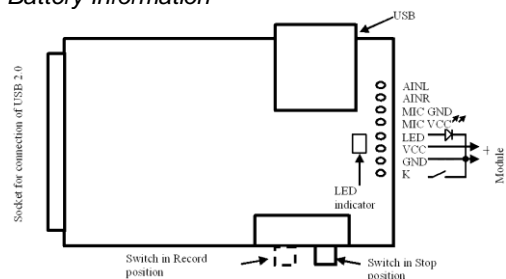 Battery Information
USB
Socket for connection of USB 2.0
AINL
AINR
MIC GND
MIC VCC
LED
VCC
GND
K
+
Module
LED
indicator
Switch in Record
position
Switch in Stop
position